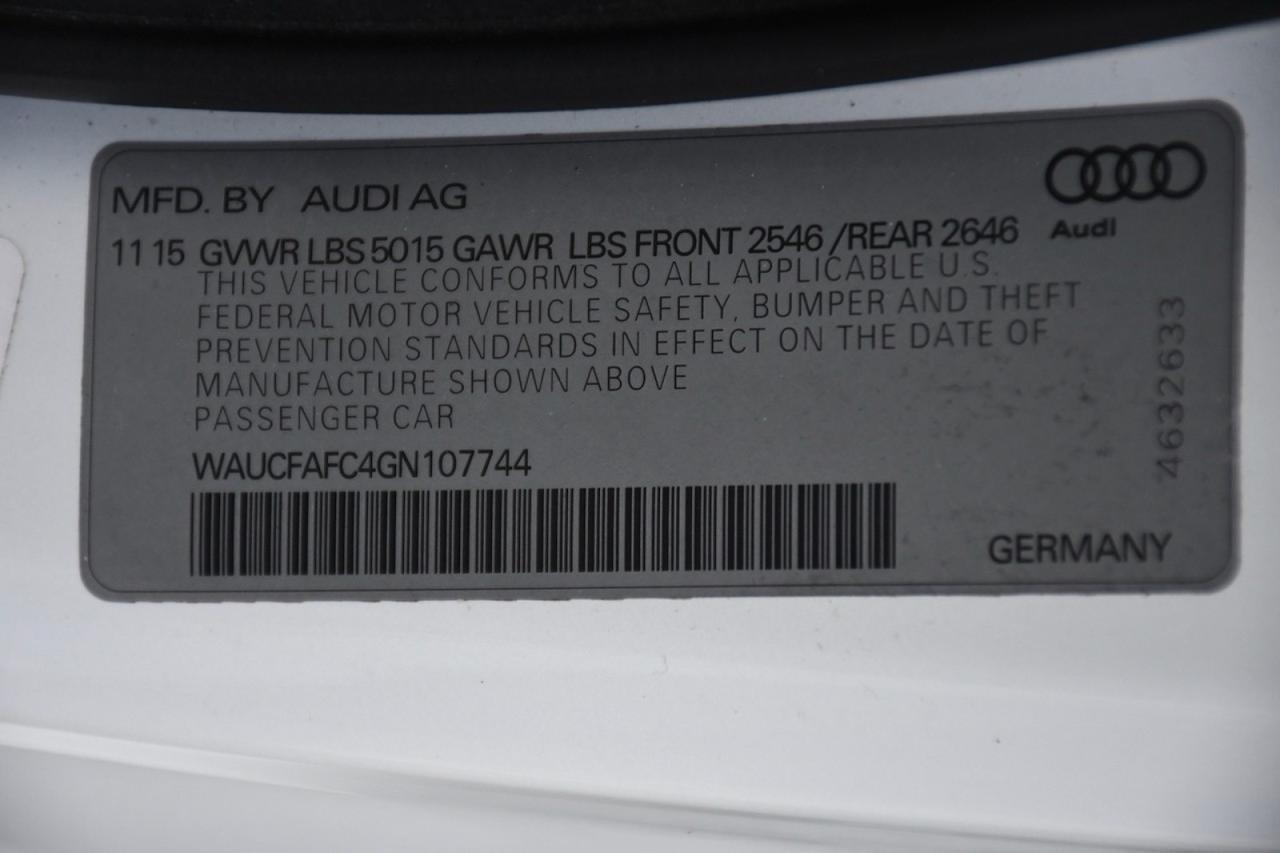 MFD. BY AUDI AG
11 15 GVWR LBS 5015 GAWR LBS FRONT 2546 /REAR 2646
Audi
THIS VEHICLE CONFORMS TO ALL APPLICABLE U.S.
FEDERAL MOTOR VEHICLE SAFETY, BUMPER AND THEFT
PREVENTION STANDARDS IN EFFECT ON THE DATE OF
MANUFACTURE SHOWN ABOVE
PASSENGER CAR
WAUCFAFC4GN107744
4632633
GERMANY